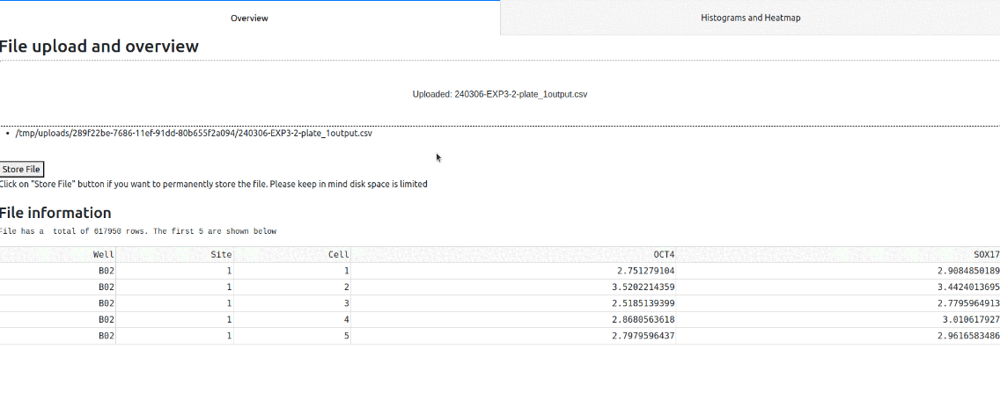 Overview
Histograms and Heatmap
File upload and overview
Uploaded: 240306-EXP3-2-plate_1output.csv
• /tmp/uploads/289f22be-7686-11ef-91dd-80b655f2a094/240306-EXP3-2-plate_1output.csv
Store File
Click on "Store File" button if you want to permanently store the file. Please keep in mind disk space is limited
File information
File has a  total of 617950 rows. The first 5 are shown below
Well Site Cell OCT4 SOX17
B02 1 1 2.751279104 2.9084850189
B02 1 2 3.5202214359 3.4424013695
B02 1 3 2.5185139399 2.7795964913
B02 1 4 2.8680563618 3.010617927
B02 1 5 2.7979596437 2.9616583486